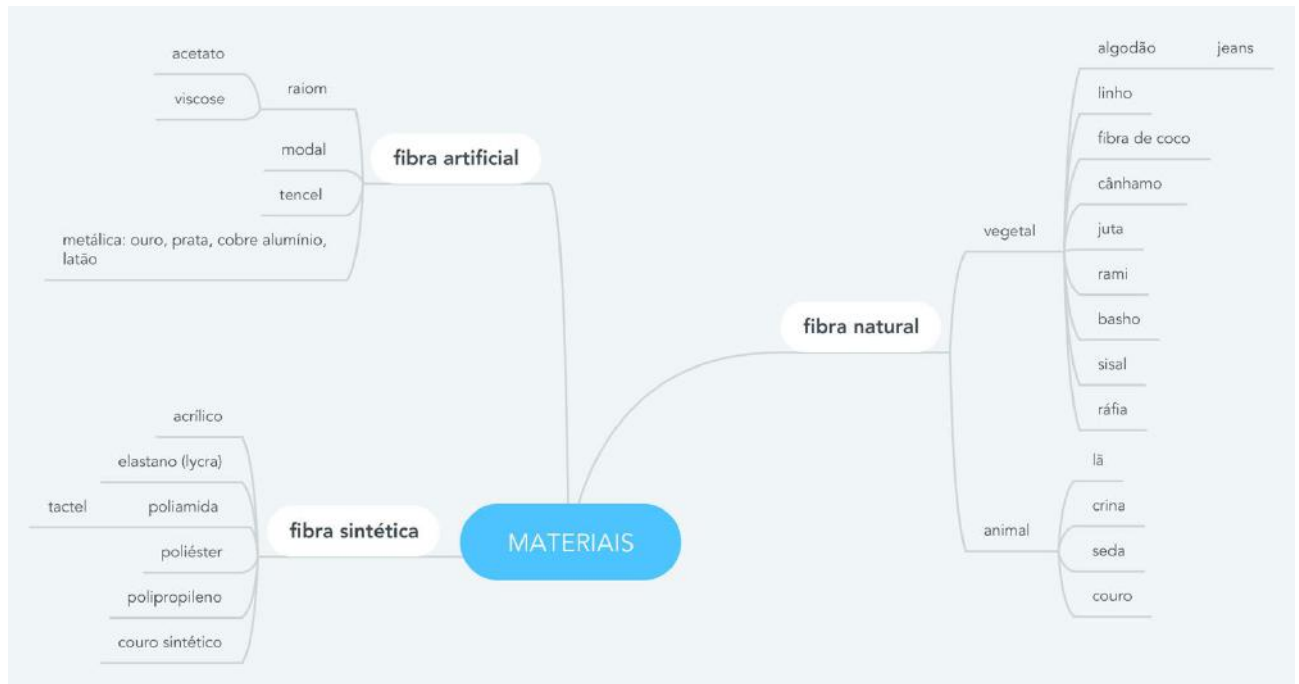 acetato
viscose
raiom
modal
tencel
metálica: ouro, prata, cobre alumínio,
latão
fibra artificial
acrílico
elastano (lycra)
tactel
poliamida
poliéster
polipropileno
couro sintético
fibra sintética
MATERIAIS
fibra natural
vegetal
algodão
jeans
linho
fibra de coco
cânhamo
juta
rami
basho
sisal
ráfia
animal
lã
crina
seda
couro